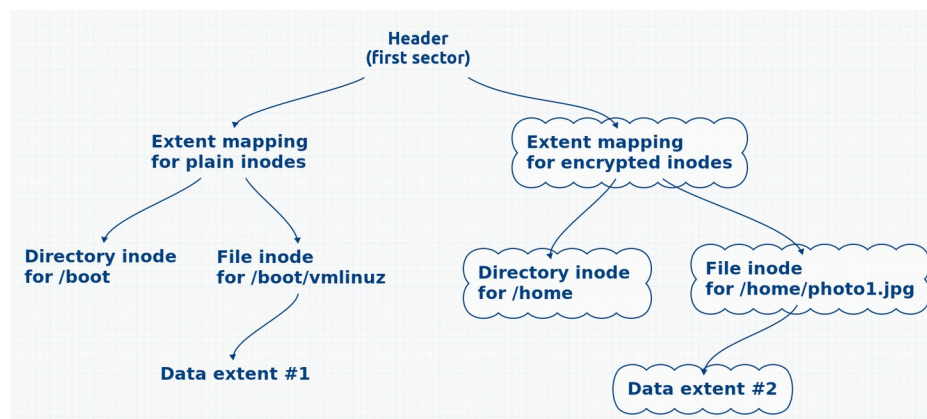 Header
(first sector)
Extent mapping
for plain inodes
Extent mapping
for encrypted inodes
Directory inode
for /boot
File inode
for /boot/vmlinuz
Directory inode
for /home
File inode
for /home/photo1.jpg
Data extent #1
Data extent #2